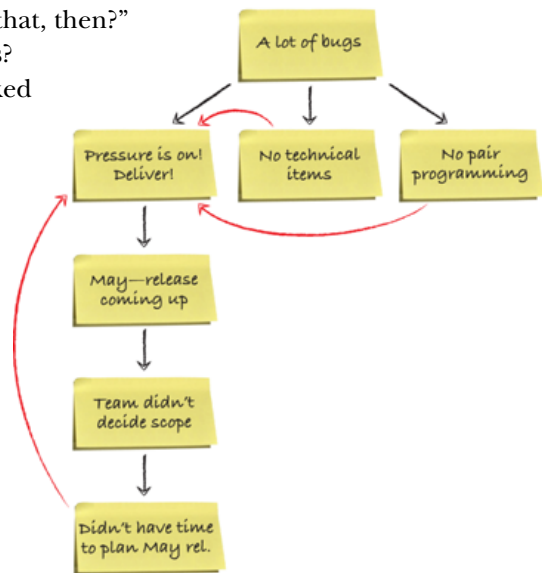 that, then?”
s?
ked
A lot of bugs
Pressure is on!
Deliver!
No technical
items
No pair
programming
May—release
coming up
Team didn't
decide scope
Didn't have time
to plan May rel.